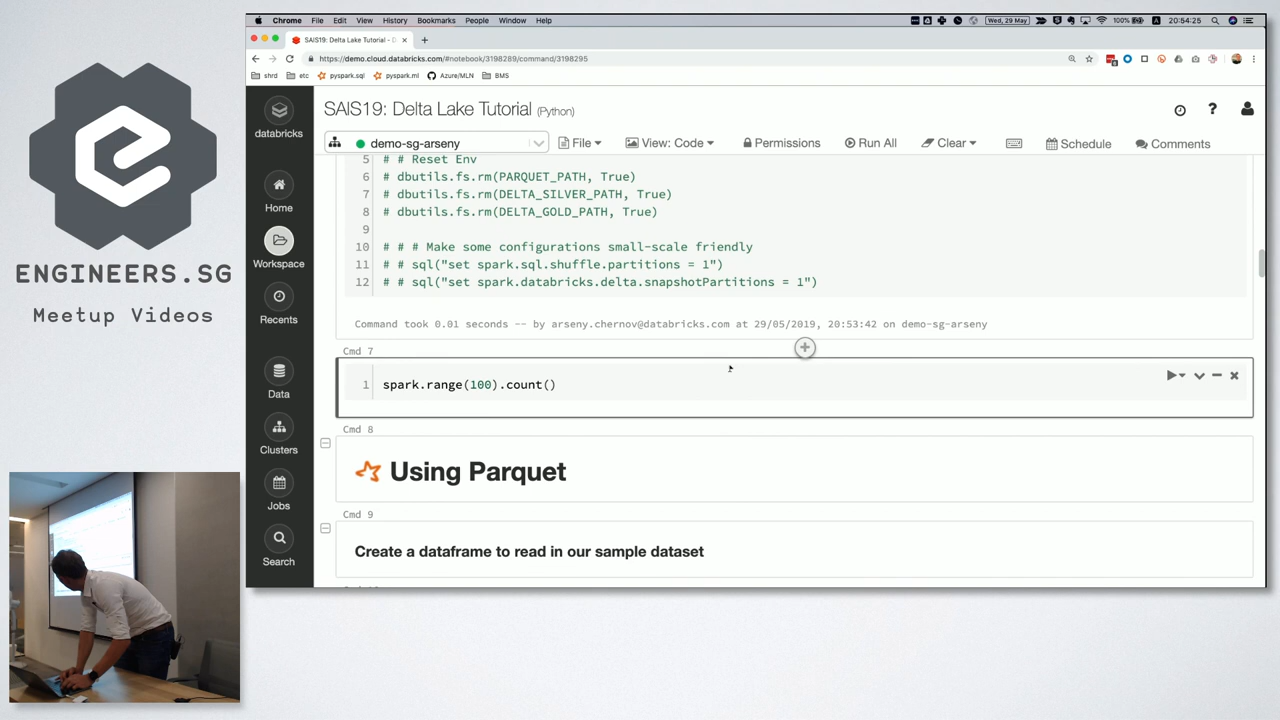 ENGINEERS.SG
Meetup Videos
Chrome File Edit View History Bookmarks People Window Help
100% Wed, 29 May 20:54:25
SAIS19: Delta Lake Tutorial - D
https://demo.cloud.databricks.com/#notebook/3198289/command/3198295
shrd etc pyspark.sql pyspark.ml Azure/MLN BMS
databricks
Home
Workspace
Recents
Data
Clusters
Jobs
Search
SAIS19: Delta Lake Tutorial (Python)
demo-sg-arseny File View: Code Permissions Run All Clear Schedule Comments
5 # # Reset Env
6 # dbutils.fs.rm(PARQUET_PATH, True)
7 # dbutils.fs.rm(DELTA_SILVER_PATH, True)
8 # dbutils.fs.rm(DELTA_GOLD_PATH, True)
9
10 # # # Make some configurations small-scale friendly
11 # # sql("set spark.sql.shuffle.partitions = 1")
12 # # sql("set spark.databricks.delta.snapshotPartitions = 1")
Command took 0.01 seconds -- by arseny.chernov@databricks.com at 29/05/2019, 20:53:42 on demo-sg-arseny
Cmd 7
1 spark.range(100).count()
Cmd 8
Using Parquet
Cmd 9
Create a dataframe to read in our sample dataset